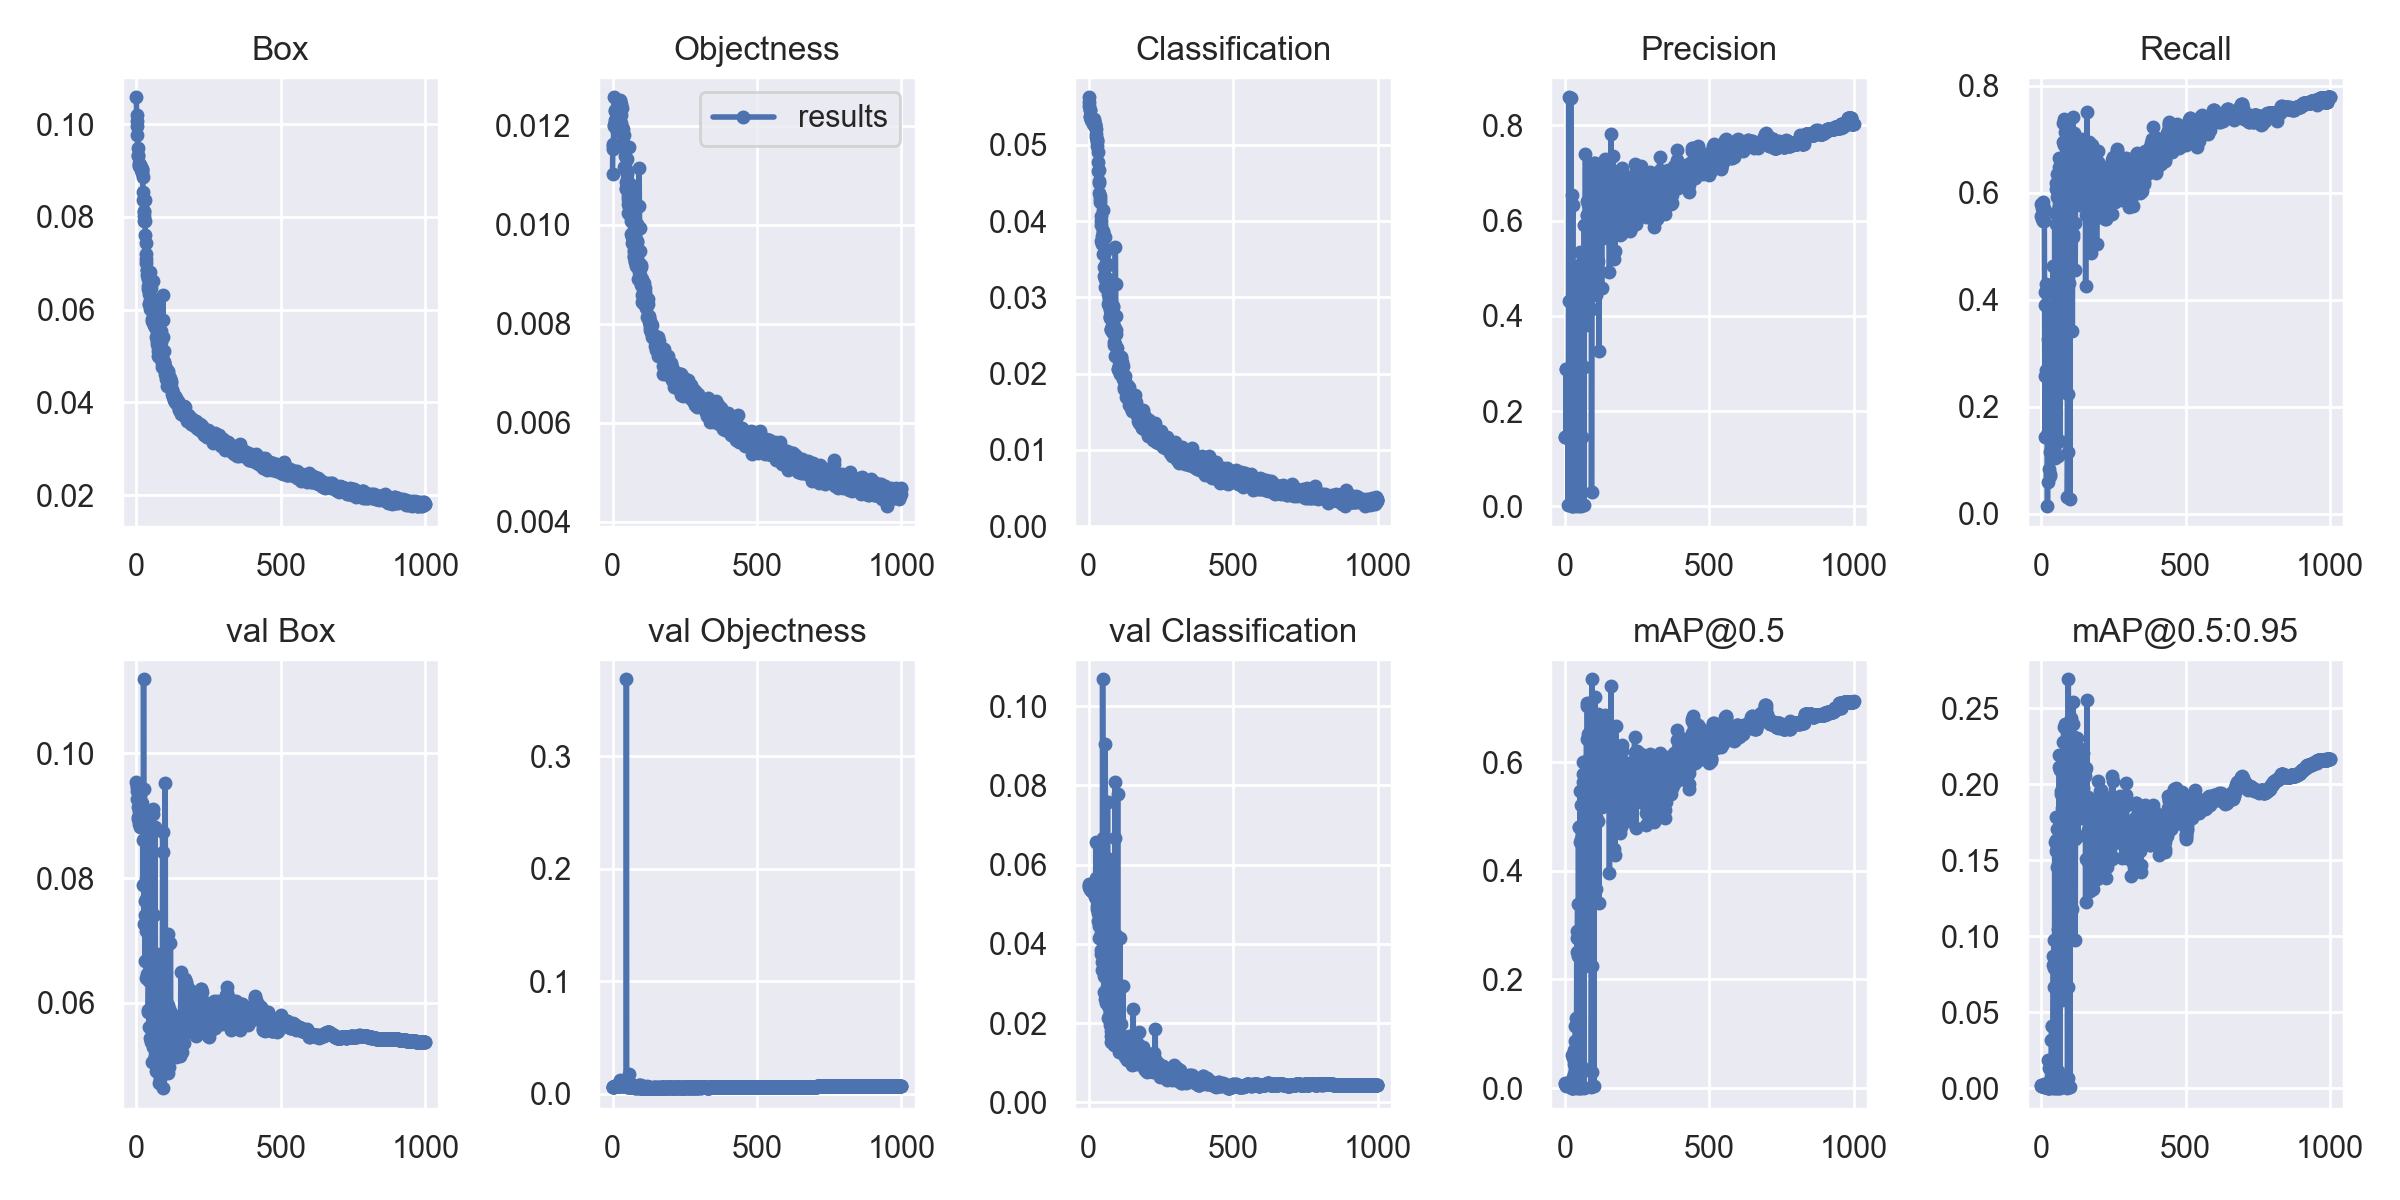 Box
Objectness
Classification
Precision
Recall
results
0.10
0.08
0.06
0.04
0.02
0 500 1000
0.012
0.010
0.008
0.006
0.004
0 500 1000
0.05
0.04
0.03
0.02
0.01
0.00
0 500 1000
0.8
0.6
0.4
0.2
0.0
0 500 1000
0.8
0.6
0.4
0.2
0.0
0 500 1000
val Box
val Objectness
val Classification
mAP@0.5
mAP@0.5:0.95
0.10
0.08
0.06
0 500 1000
0.3
0.2
0.1
0.0
0 500 1000
0.10
0.08
0.06
0.04
0.02
0.00
0 500 1000
0.6
0.4
0.2
0.0
0 500 1000
0.25
0.20
0.15
0.10
0.05
0.00
0 500 1000